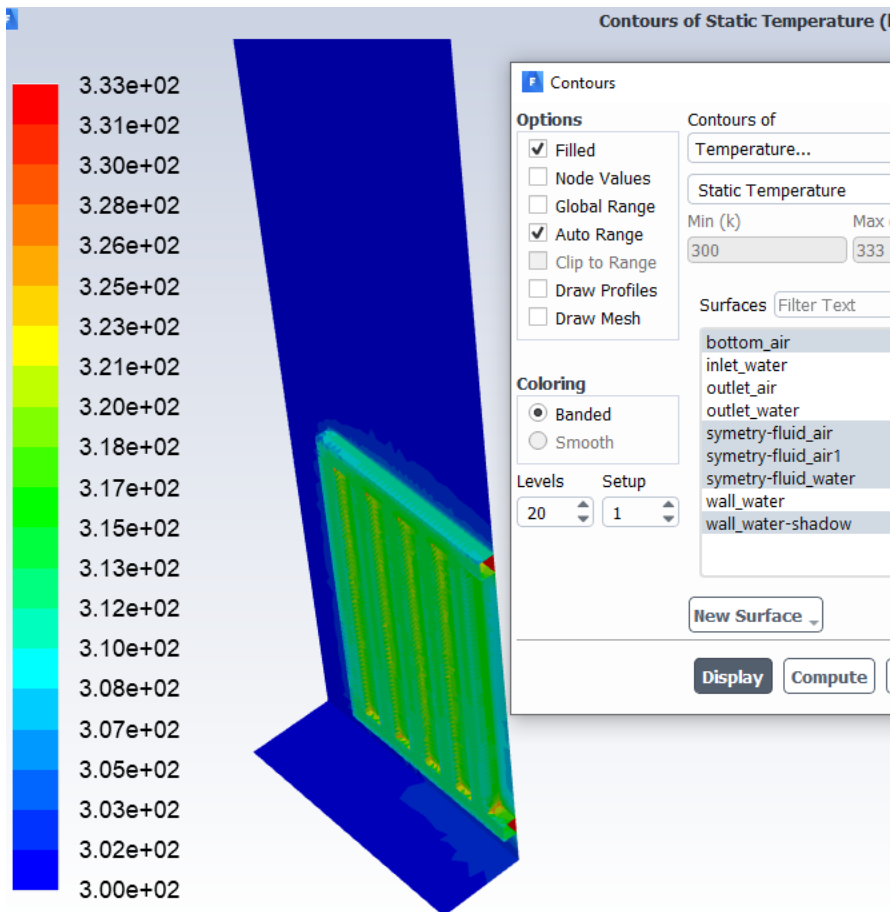 Contours of Static Temperature (
3.33e+02
3.31e+02
3.30e+02
3.28e+02
3.26e+02
3.25e+02
3.23e+02
3.21e+02
3.20e+02
3.18e+02
3.17e+02
3.15e+02
3.13e+02
3.12e+02
3.10e+02
3.08e+02
3.07e+02
3.05e+02
3.03e+02
3.02e+02
3.00e+02
F Contours
Options
Filled
Node Values
Global Range
Auto Range
Clip to Range
Draw Profiles
Draw Mesh
Coloring
Banded
Smooth
Levels Setup
20 1
Contours of
Temperature...
Static Temperature
Min (k) Max
300 333
Surfaces Filter Text
bottom_air
inlet_water
outlet_air
outlet_water
symetry-fluid_air
symetry-fluid_air1
symetry-fluid_water
wall_water
wall_water-shadow
New Surface
Display Compute